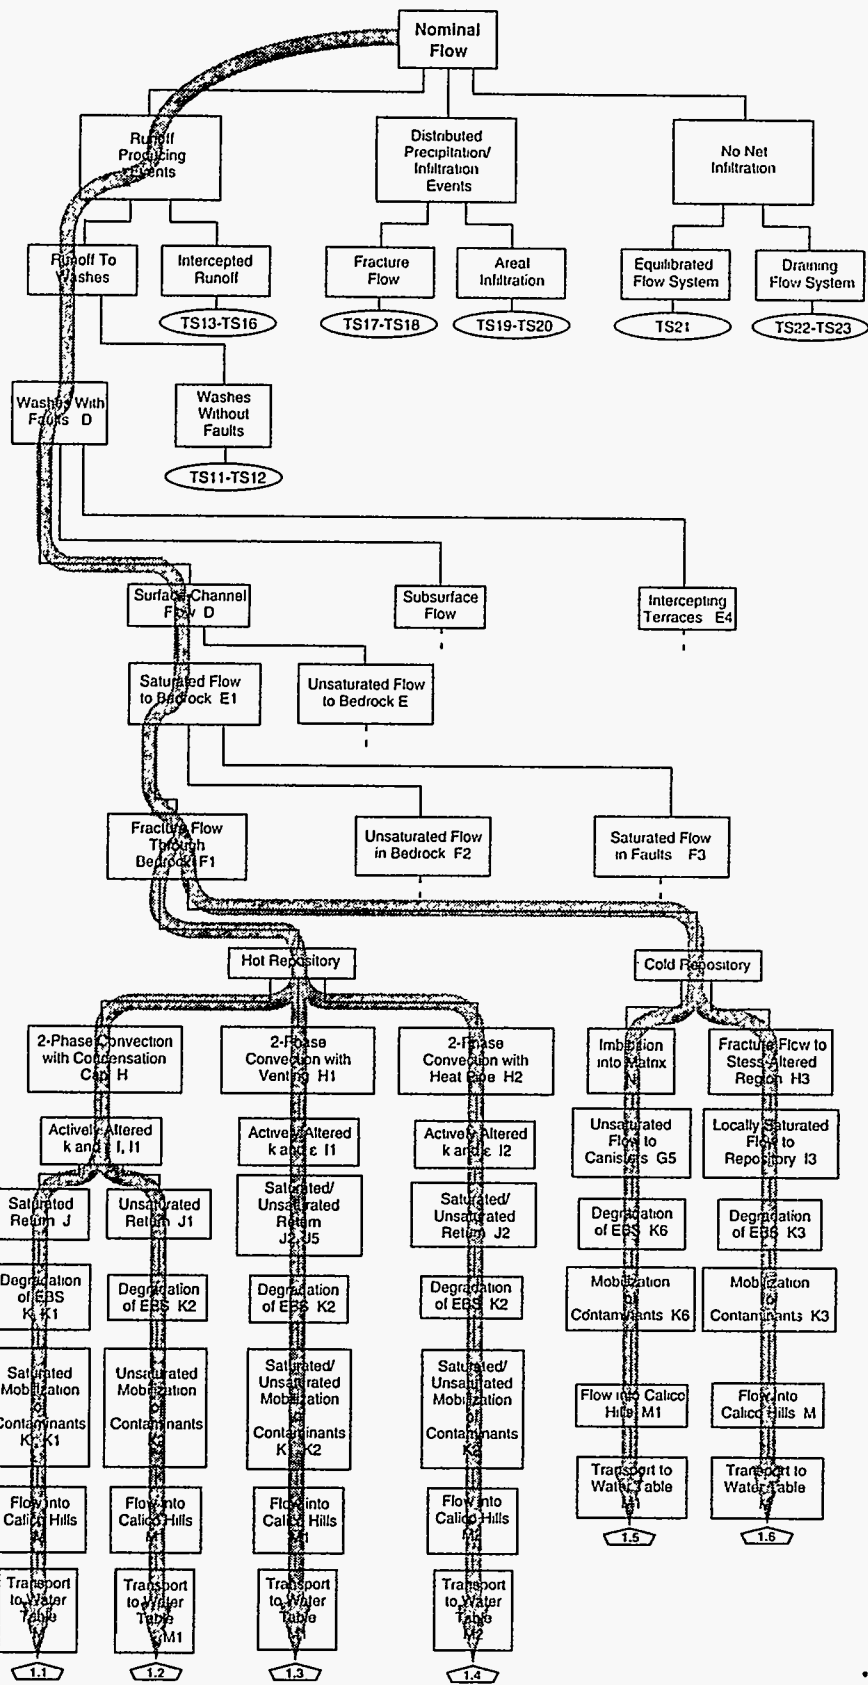 Nominal
Flow
Runoff
Producing
Events
Distributed
Precipitation/
Infiltration
Events
No Net
Infiltration
Runoff To
Washes
Intercepted
Runoff
Fracture
Flow
Areal
Infiltration
Equilibrated
Flow System
Draining
Flow System
TS13-TS16
TS17-TS18
TS19-TS20
TS21
TS22-TS23
Washes With
Faults D
Washes
Without
Faults
TS11-TS12
Surface-Channel
Flow D
Subsurface
Flow
Intercepting
Terraces E4
Saturated Flow
to Bedrock E1
Unsaturated Flow
to Bedrock E
Fracture Flow
Through
Bedrock F1
Unsaturated Flow
in Bedrock F2
Saturated Flow
in Faults F3
Hot Repository
Cold Repository
2-Phase Convection
with Condensation
Cap H
2-Phase
Convection with
Venting H1
2-Phase
Convection with
Heat Pipe H2
Imbibition
into Matrix
Fracture Flow to
Stess-Altered
Region H3
Actively Altered
k and I, I1
Actively Altered
k and ε I1
Actively Altered
k and ε I2
Unsaturated
Flow to
Canisters G5
Locally Saturated
Flow to
Repository I3
Saturated
Return J
Unsaturated
Return J1
Saturated/
Unsaturated
Return
J2, J5
Saturated/
Unsaturated
Return J2
Degradation
of EBS K6
Degradation
of EBS K3
Degradation
of EBS
K, K1
Degradation
of EBS K2
Degradation
of EBS K2
Degradation
of EBS K2
Mobilization
of
Contaminants K6
Mobilization
of
Contaminants K3
Saturated
Mobilization
of
Contaminants
K, K1
Unsaturated
Mobilization
of
Contaminants
K2
Saturated/
Unsaturated
Mobilization
of
Contaminants
K K2
Saturated/
Unsaturated
Mobilization
of
Contaminants
K2
Flow into Calico
Hills M1
Flow into
Calico Hills M
Transport to
Water Table
Transport to
Water Table
1.5
1.6
Flow into
Calico Hills
M
Flow into
Calico Hills
Flow into
Calico Hills
M1
Flow into
Calico Hills
M2
Transport
to Water
Table
M
Transport
to Water
Table
M1
Transport
to Water
Table
Transport
to Water
Table
M2
1.1
1.2
1.3
1.4